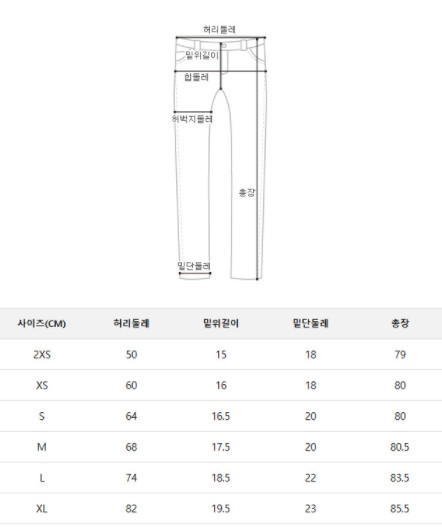 허리둘레
밑위길이
힙둘레
허벅지둘레
총장
밑단둘레
사이즈(CM) 허리둘레 밑위길이 밑단둘레 총장
2XS 50 15 18 79
XS 60 16 18 80
S 64 16.5 20 80
M 68 17.5 20 80.5
L 74 18.5 22 83.5
XL 82 19.5 23 85.5